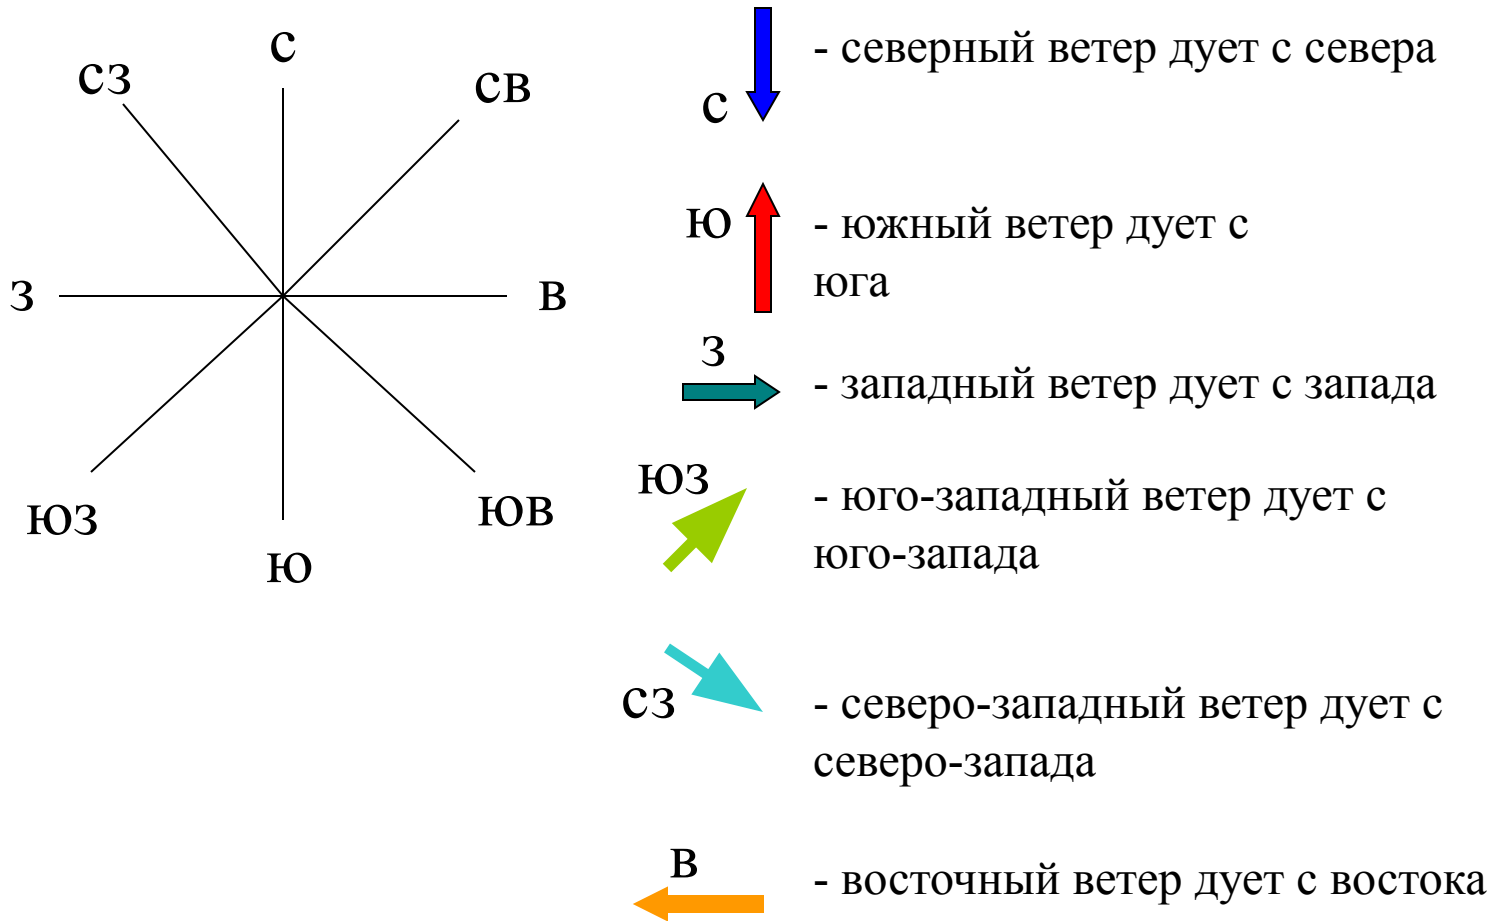 с
сз
св
з
в
юз
юв
ю
с
- северный ветер дует с севера
ю
- южный ветер дует с
юга
з
- западный ветер дует с запада
юз
- юго-западный ветер дует с
юго-запада
сз
- северо-западный ветер дует с
северо-запада
в
- восточный ветер дует с востока